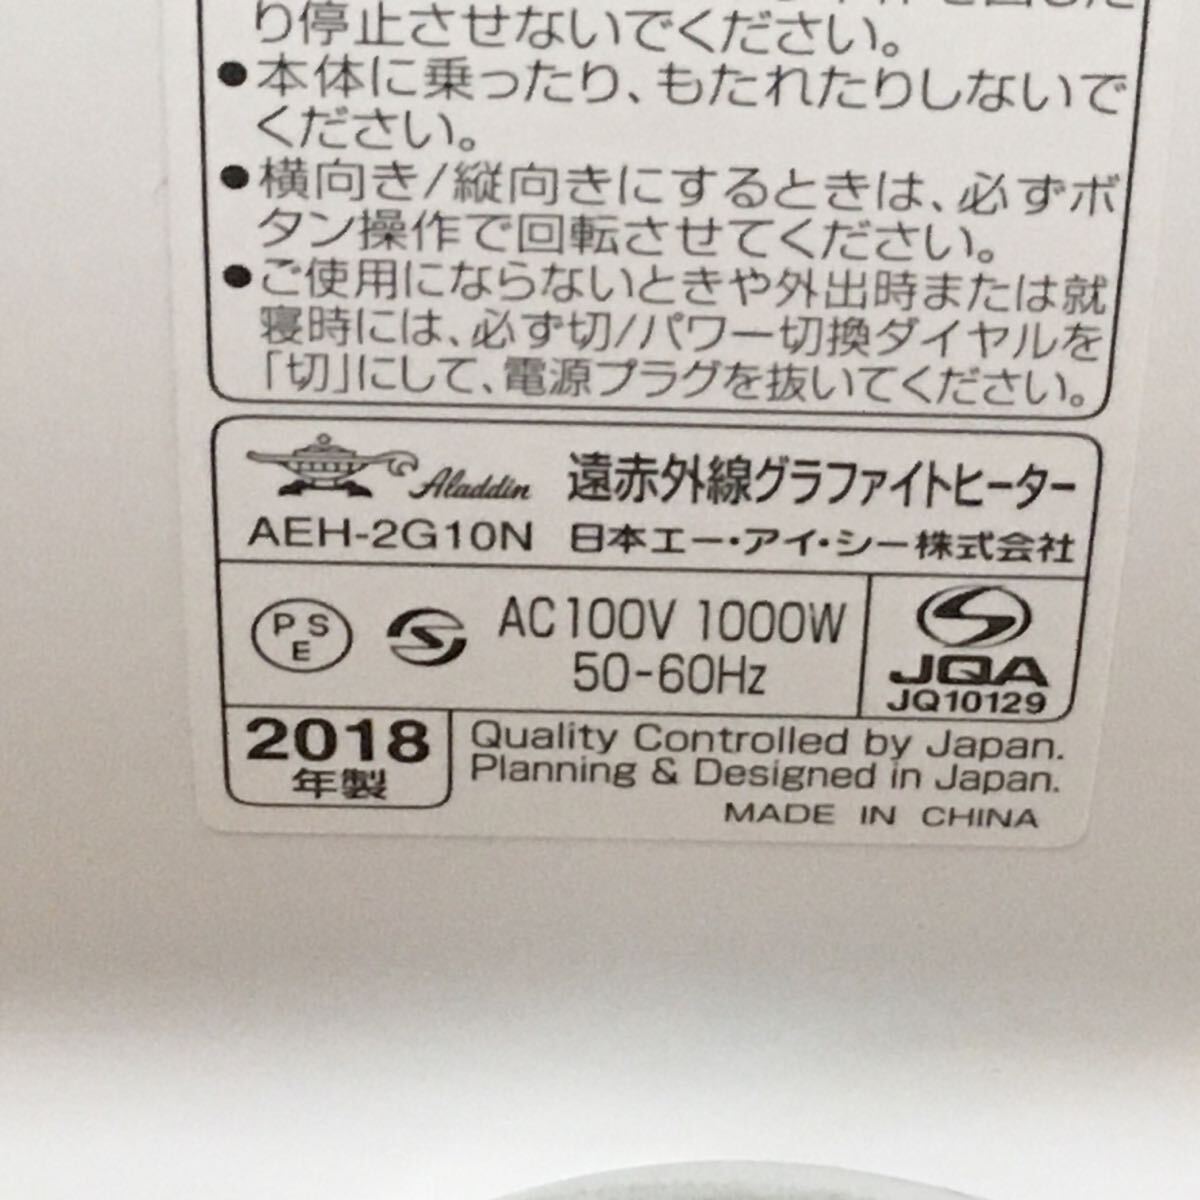 り停止させないでください。
●本体に乗ったり、もたれたりしないで
ください。
●横向き/縦向きにするときは、必ずボ
タン操作で回転させてください。
●ご使用にならないときや外出時または就
寝時には、必ず切/パワー切換ダイヤルを
「切」にして、電源プラグを抜いてください。
Aladdin 遠赤外線グラファイトヒーター
AEH-2G10N 日本エー・アイ・シー株式会社
PSE S AC100V 1000W
50-60Hz
JQA
JQ10129
2018
年製
Quality Controlled by Japan.
Planning & Designed in Japan.
MADE IN CHINA